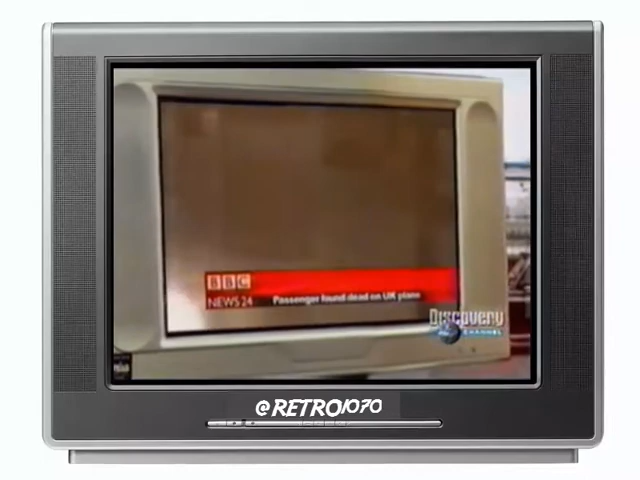 BBC
NEWS 24 Passenger found dead on UK plane
Discovery
CHANNEL
@RETRO1070